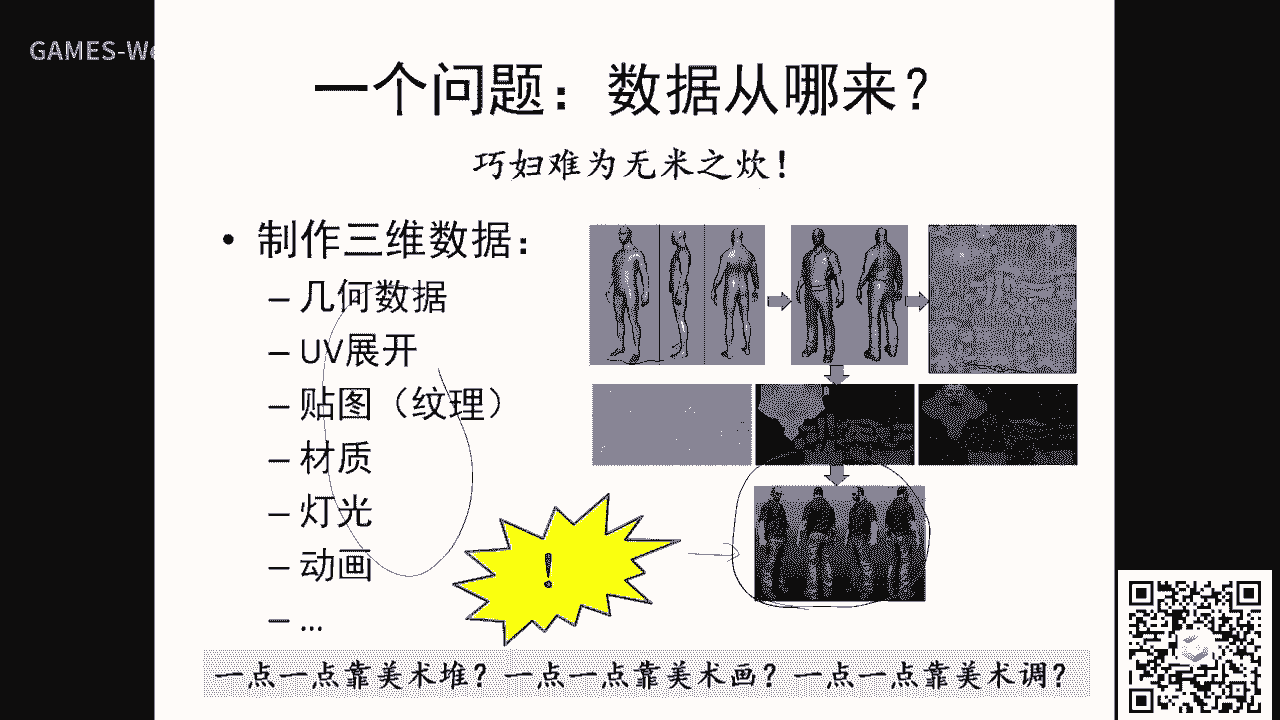 GAMES-We
一个问题：数据从哪来？
巧妇难为无米之炊！
• 制作三维数据：
– 几何数据
– UV展开
– 贴图（纹理）
– 材质
– 灯光
– 动画
– ...
！
一点一点靠美术堆？一点一点靠美术画？一点一点靠美术调？